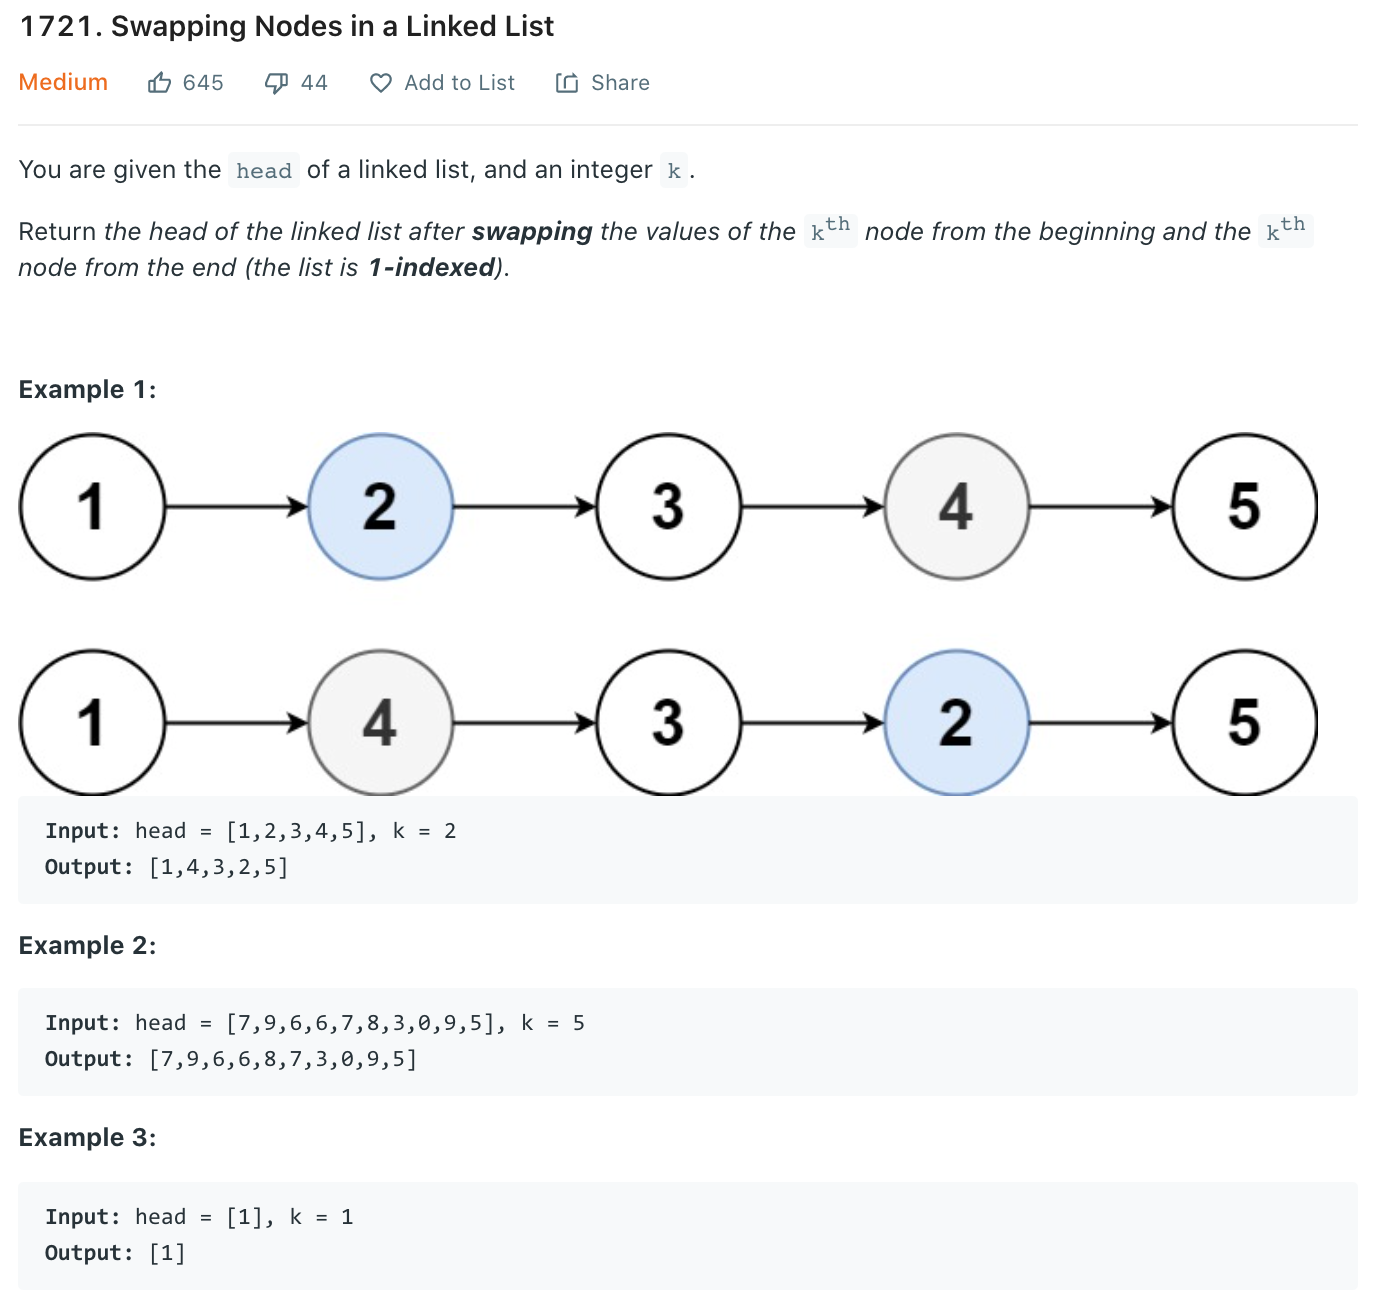 1721. Swapping Nodes in a Linked List
Medium 645 44 Add to List Share
You are given the head of a linked list, and an integer k.
Return the head of the linked list after swapping the values of the kth node from the beginning and the kth
node from the end (the list is 1-indexed).
Example 1:
1 2 3 4 5
1 4 3 2 5
Input: head = [1,2,3,4,5], k = 2
Output: [1,4,3,2,5]
Example 2:
Input: head = [7,9,6,6,7,8,3,0,9,5], k = 5
Output: [7,9,6,6,8,7,3,0,9,5]
Example 3:
Input: head = [1], k = 1
Output: [1]